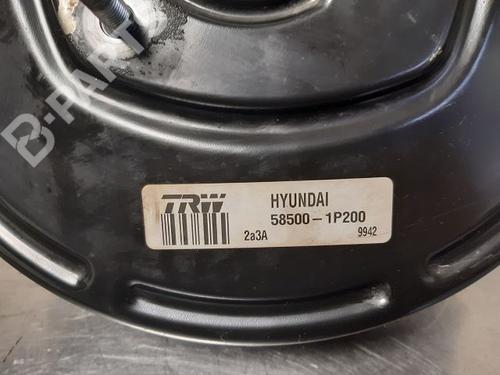 B-PARTS
TRW
HYUNDAI
58500-1P200
2a3A
9942